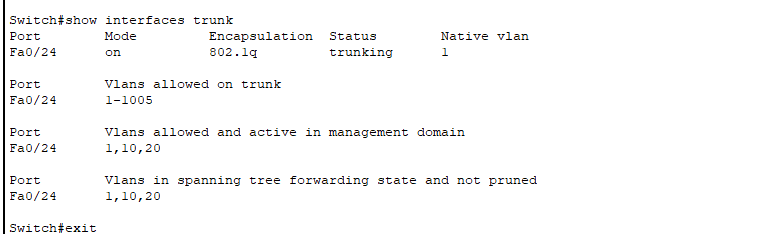 Switch#show interfaces trunk
Port        Mode         Encapsulation  Status        Native vlan
Fa0/24      on           802.1q         trunking      1
Port        Vlans allowed on trunk
Fa0/24      1-1005
Port        Vlans allowed and active in management domain
Fa0/24      1,10,20
Port        Vlans in spanning tree forwarding state and not pruned
Fa0/24      1,10,20
Switch#exit